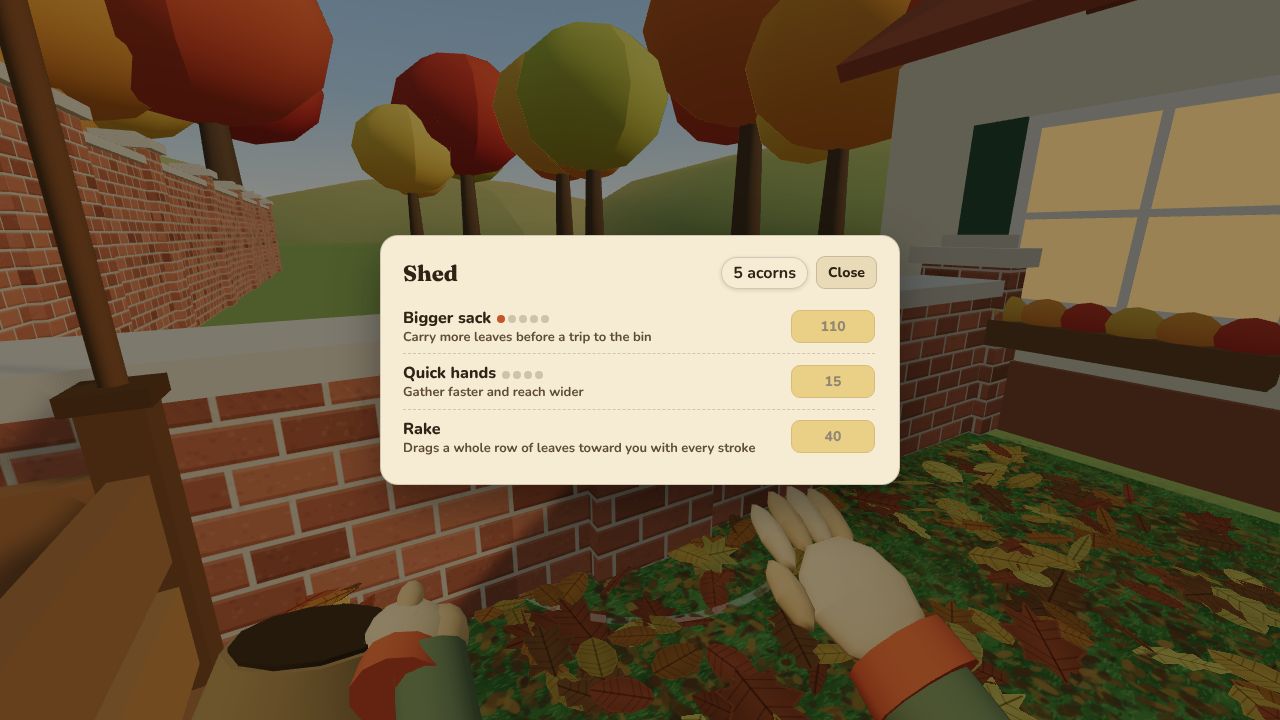 Shed
5 acorns
Close
Bigger sack
Carry more leaves before a trip to the bin
110
Quick hands
Gather faster and reach wider
15
Rake
Drags a whole row of leaves toward you with every stroke
40